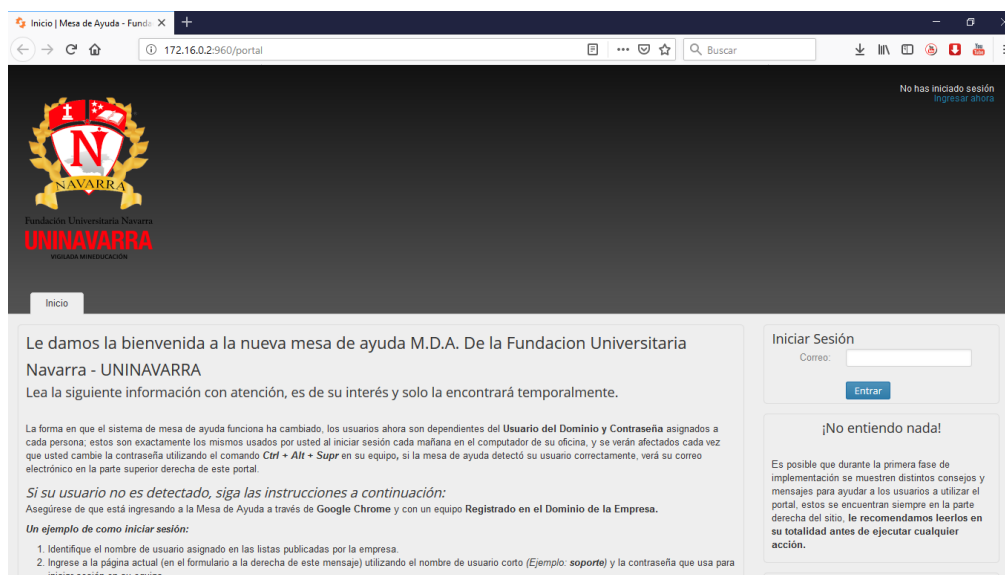 Inicio | Mesa de Ayuda - Funda
172.16.0.2:960/portal
Buscar
No has iniciado sesión
Ingresar ahora
N
NAVARRA
Fundación Universitaria Navarra
UNINAVARRA
VIGILADA MINEDUCACIÓN
Inicio
Le damos la bienvenida a la nueva mesa de ayuda M.D.A. De la Fundacion Universitaria
Navarra - UNINAVARRA
Lea la siguiente información con atención, es de su interés y solo la encontrará temporalmente.
La forma en que el sistema de mesa de ayuda funciona ha cambiado, los usuarios ahora son dependientes del Usuario del Dominio y Contraseña asignados a
cada persona; estos son exactamente los mismos usados por usted al iniciar sesión cada mañana en el computador de su oficina, y se verán afectados cada vez
que usted cambie la contraseña utilizando el comando Ctrl + Alt + Supr en su equipo, si la mesa de ayuda detectó su usuario correctamente, verá su correo
electrónico en la parte superior derecha de este portal.
Si su usuario no es detectado, siga las instrucciones a continuación:
Asegúrese de que está ingresando a la Mesa de Ayuda a través de Google Chrome y con un equipo Registrado en el Dominio de la Empresa.
Un ejemplo de como iniciar sesión:
1. Identifique el nombre de usuario asignado en las listas publicadas por la empresa.
2. Ingrese a la página actual (en el formulario a la derecha de este mensaje) utilizando el nombre de usuario corto (Ejemplo: soporte) y la contraseña que usa para
iniciar sesión en su equipo
Iniciar Sesión
Correo:
Entrar
¡No entiendo nada!
Es posible que durante la primera fase de
implementación se muestren distintos consejos y
mensajes para ayudar a los usuarios a utilizar el
portal, estos se encuentran siempre en la parte
derecha del sitio, le recomendamos leerlos en
su totalidad antes de ejecutar cualquier
acción.